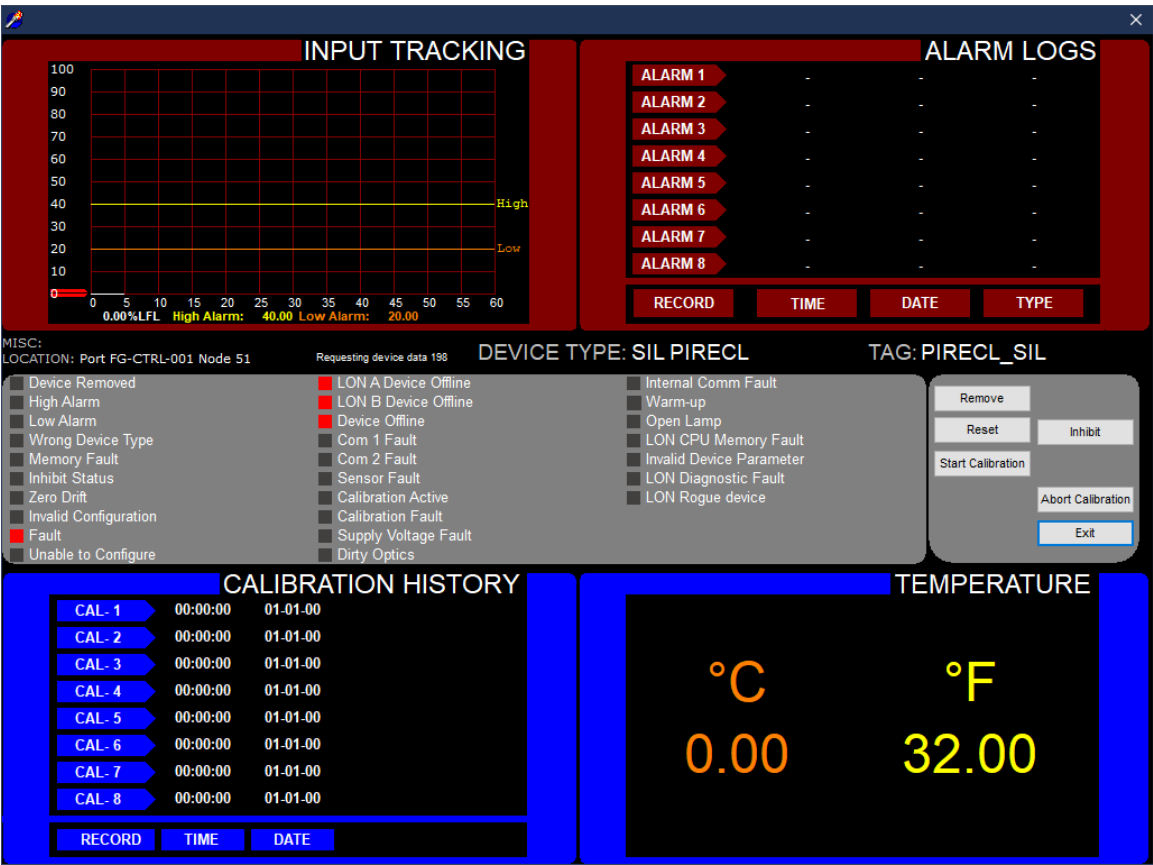 INPUT TRACKING
100
90
80
70
60
50
40
30
20
10
0
High
Low
0 5 10 15 20 25 30 35 40 45 50 55 60
0.00%LFL High Alarm: 40.00 Low Alarm: 20.00
ALARM LOGS
ALARM 1 - - -
ALARM 2 - - -
ALARM 3 - - -
ALARM 4 - - -
ALARM 5 - - -
ALARM 6 - - -
ALARM 7 - - -
ALARM 8 - - -
RECORD TIME DATE TYPE
MISC:
LOCATION: Port FG-CTRL-001 Node 51
Requesting device data 198
DEVICE TYPE: SIL PIRECL
TAG: PIRECL_SIL
Device Removed
High Alarm
Low Alarm
Wrong Device Type
Memory Fault
Inhibit Status
Zero Drift
Invalid Configuration
Fault
Unable to Configure
LON A Device Offline
LON B Device Offline
Device Offline
Com 1 Fault
Com 2 Fault
Sensor Fault
Calibration Active
Calibration Fault
Supply Voltage Fault
Dirty Optics
Internal Comm Fault
Warm-up
Open Lamp
LON CPU Memory Fault
Invalid Device Parameter
LON Diagnostic Fault
LON Rogue device
Remove
Reset
Inhibit
Start Calibration
Abort Calibration
Exit
CALIBRATION HISTORY
CAL- 1 00:00:00 01-01-00
CAL- 2 00:00:00 01-01-00
CAL- 3 00:00:00 01-01-00
CAL- 4 00:00:00 01-01-00
CAL- 5 00:00:00 01-01-00
CAL- 6 00:00:00 01-01-00
CAL- 7 00:00:00 01-01-00
CAL- 8 00:00:00 01-01-00
RECORD TIME DATE
TEMPERATURE
°C °F
0.00 32.00